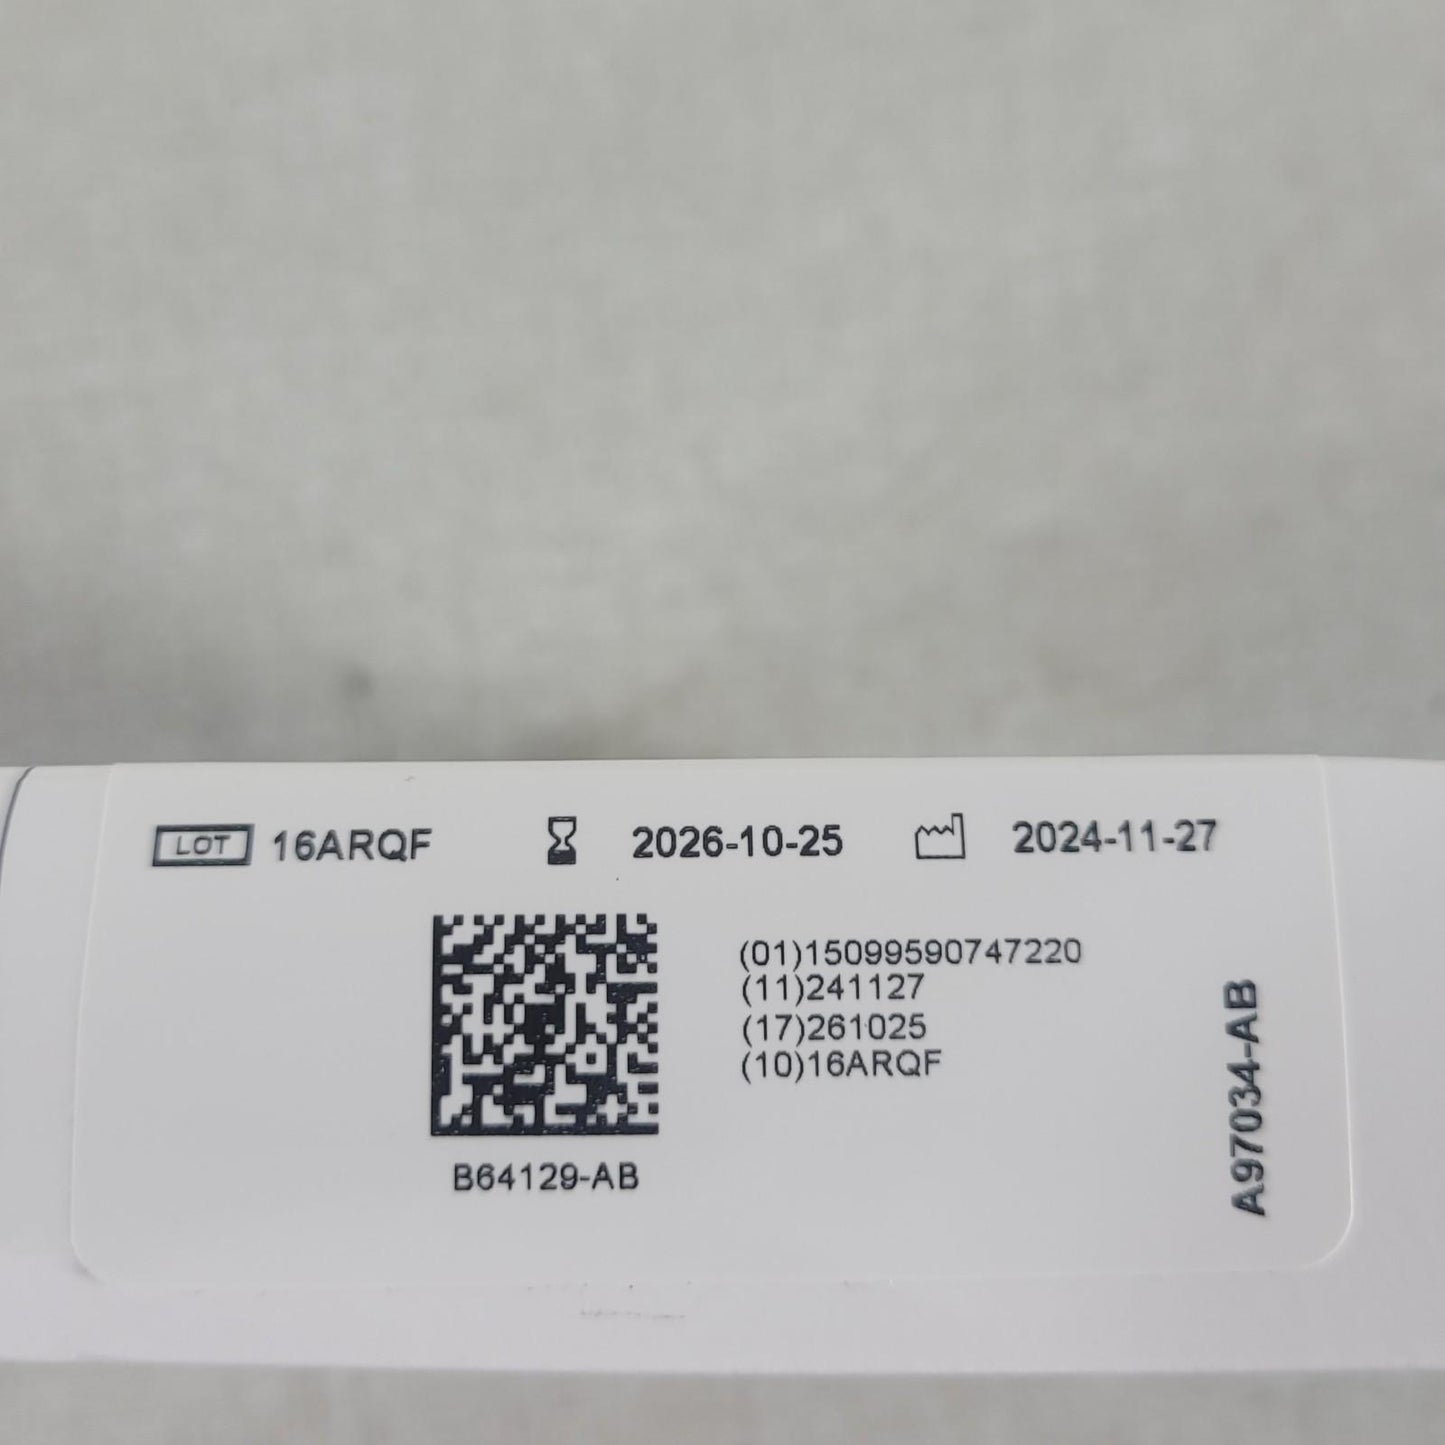 LOT 16ARQF 2026-10-25 2024-11-27
(01)15099590747220
(11)241127
(17)261025
(10)16ARQF
B64129-AB
A97034-AB